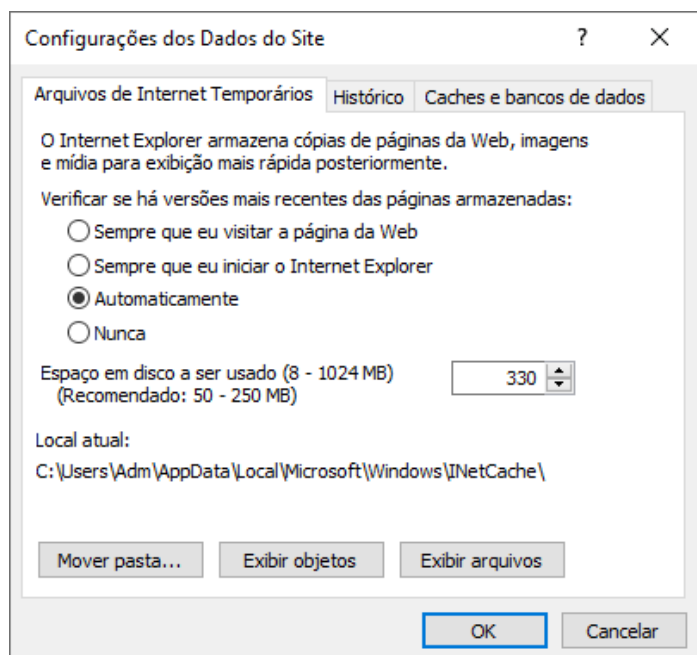 Configurações dos Dados do Site
Arquivos de Internet Temporários
Histórico
Caches e bancos de dados
O Internet Explorer armazena cópias de páginas da Web, imagens
e mídia para exibição mais rápida posteriormente.
Verificar se há versões mais recentes das páginas armazenadas:
Sempre que eu visitar a página da Web
Sempre que eu iniciar o Internet Explorer
Automaticamente
Nunca
Espaço em disco a ser usado (8 - 1024 MB)
330
(Recomendado: 50 - 250 MB)
Local atual:
C:\Users\Adm\AppData\Local\Microsoft\Windows\INetCache\
Mover pasta...
Exibir objetos
Exibir arquivos
OK
Cancelar